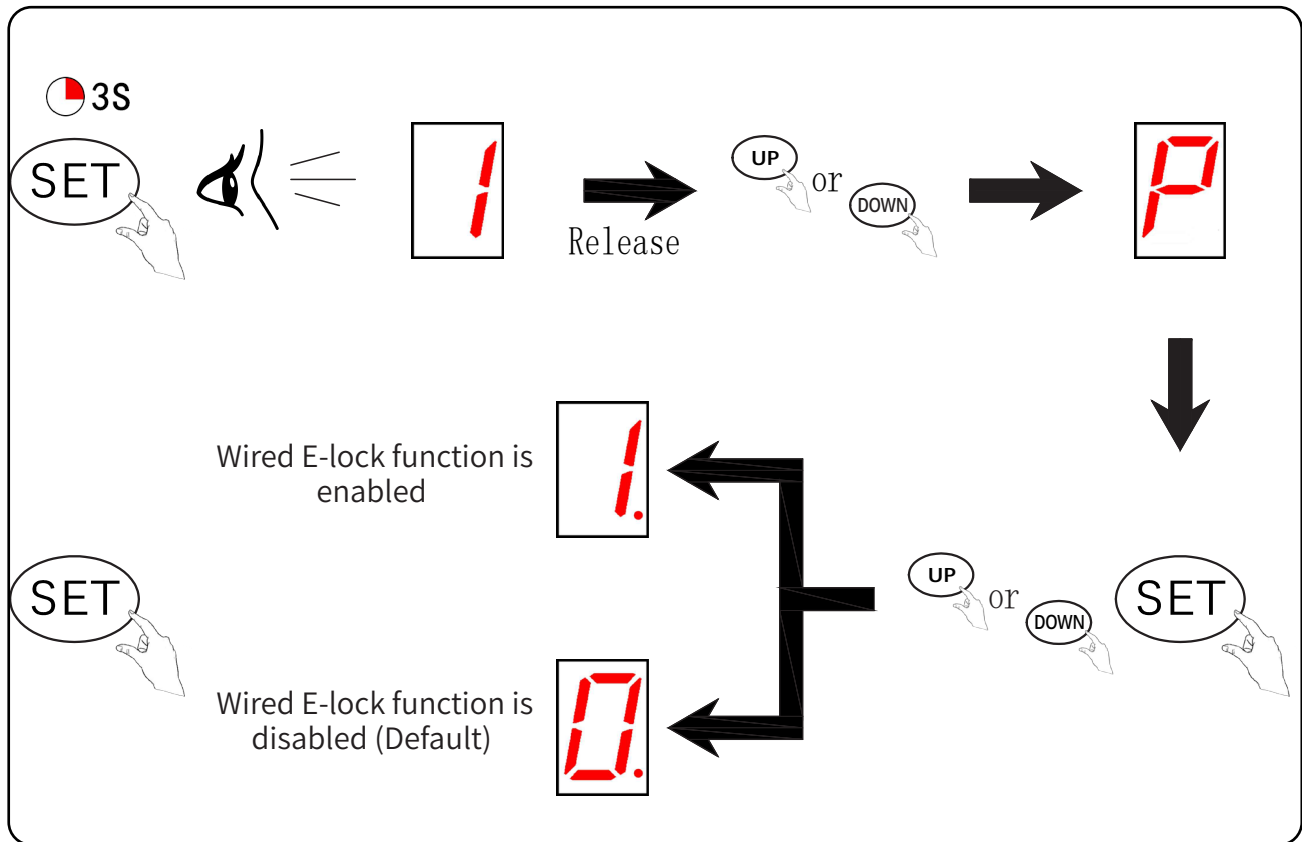 3S
SET
1
Release
UP or DOWN
P
Wired E-lock function is
enabled
1.
UP or DOWN
SET
SET
Wired E-lock function is
disabled (Default)
0.